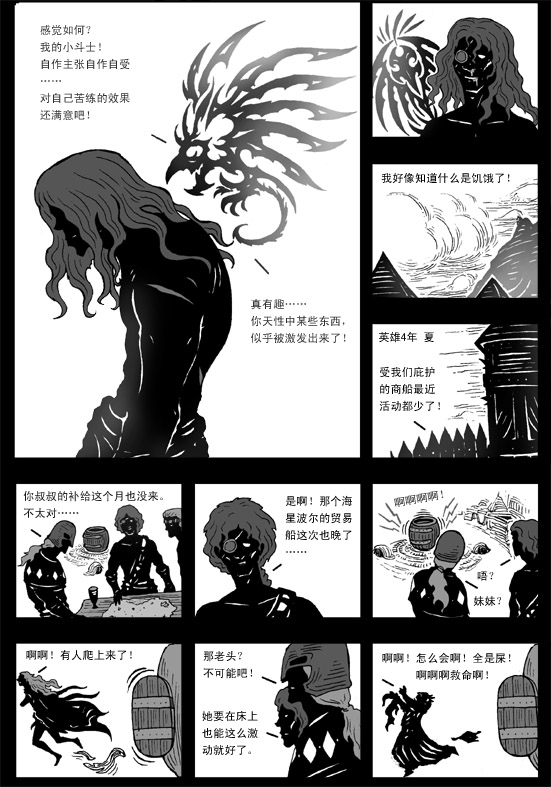 感觉如何？
我的小斗士！
自作主张自作自受
……
对自己苦练的效果
还满意吧！
真有趣……
你天性中某些东西，
似乎被激发出来了！
我好像知道什么是饥饿了！
英雄4年 夏
受我们庇护
的商船最近
活动都少了！
你叔叔的补给这个月也没来。
不太对……
是啊！那个海
星波尔的贸易
船这次也晚了
……
啊啊啊啊！
唔？
妹妹？
啊啊！有人爬上来了！
那老头？
不可能吧！
她要在床上
也能这么激
动就好了。
啊啊！怎么会啊！全是屎！
啊啊啊救命啊！